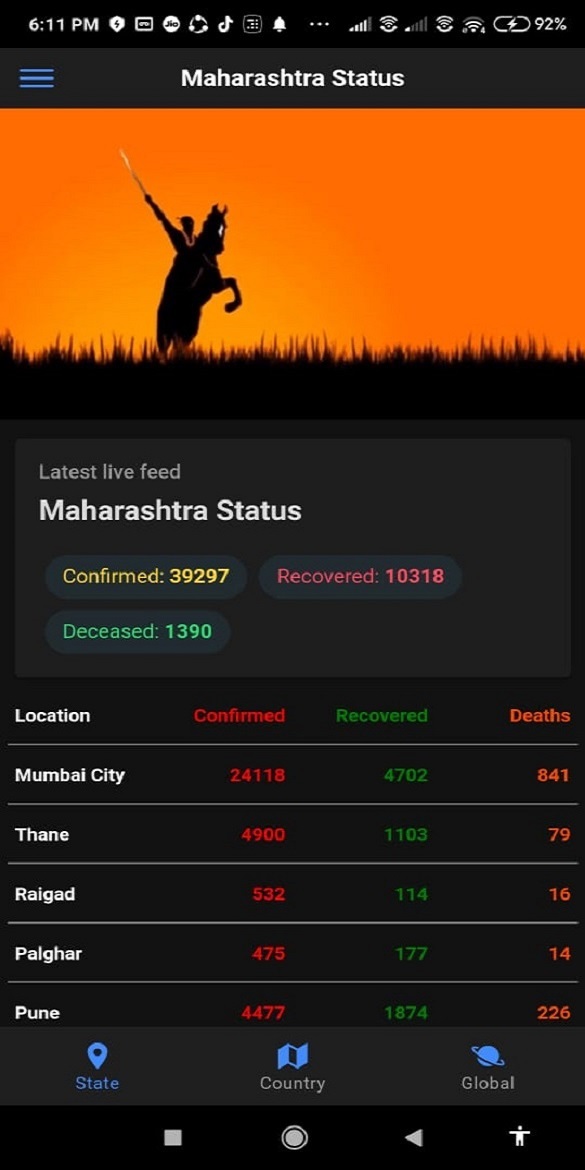 6:11 PM Jio ... 92%
Maharashtra Status
Latest live feed
Maharashtra Status
Confirmed: 39297 Recovered: 10318
Deceased: 1390
Location Confirmed Recovered Deaths
Mumbai City 24118 4702 841
Thane 4900 1103 79
Raigad 532 114 16
Palghar 475 177 14
Pune 4477 1874 226
State Country Global